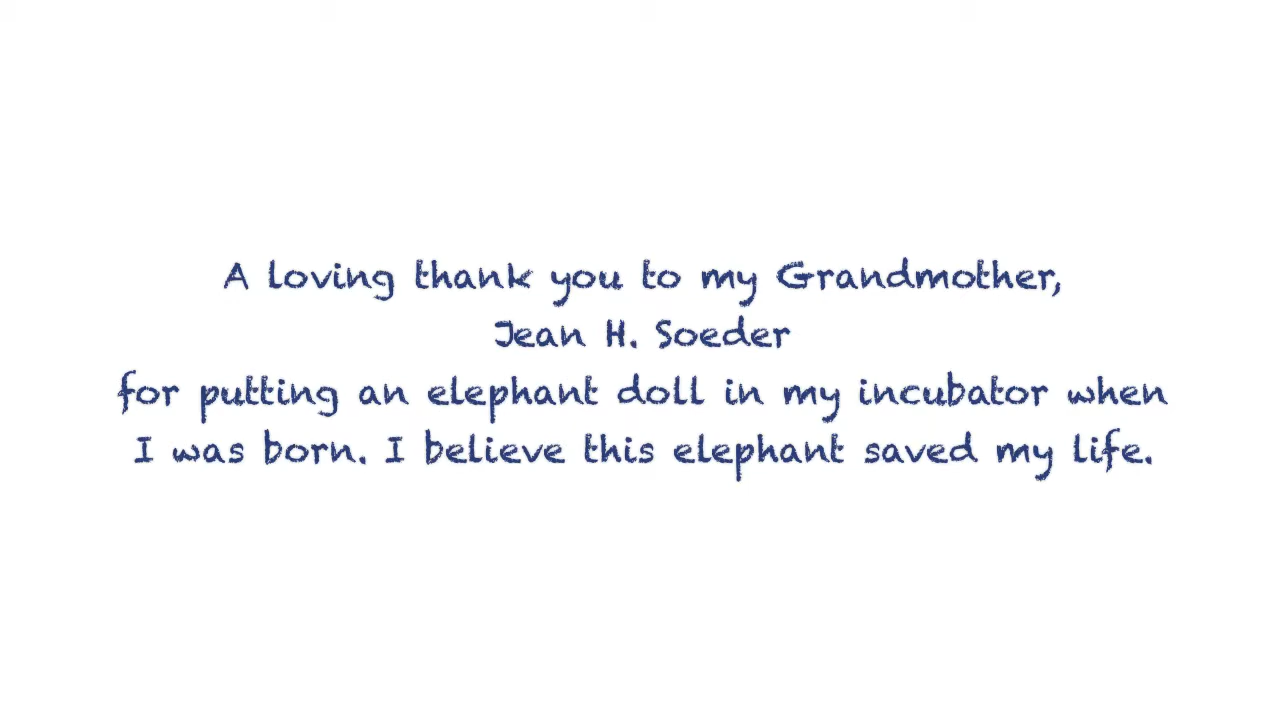 A loving thank you to my Grandmother,
Jean H. Soeder
for putting an elephant doll in my incubator when
I was born. I believe this elephant saved my life.